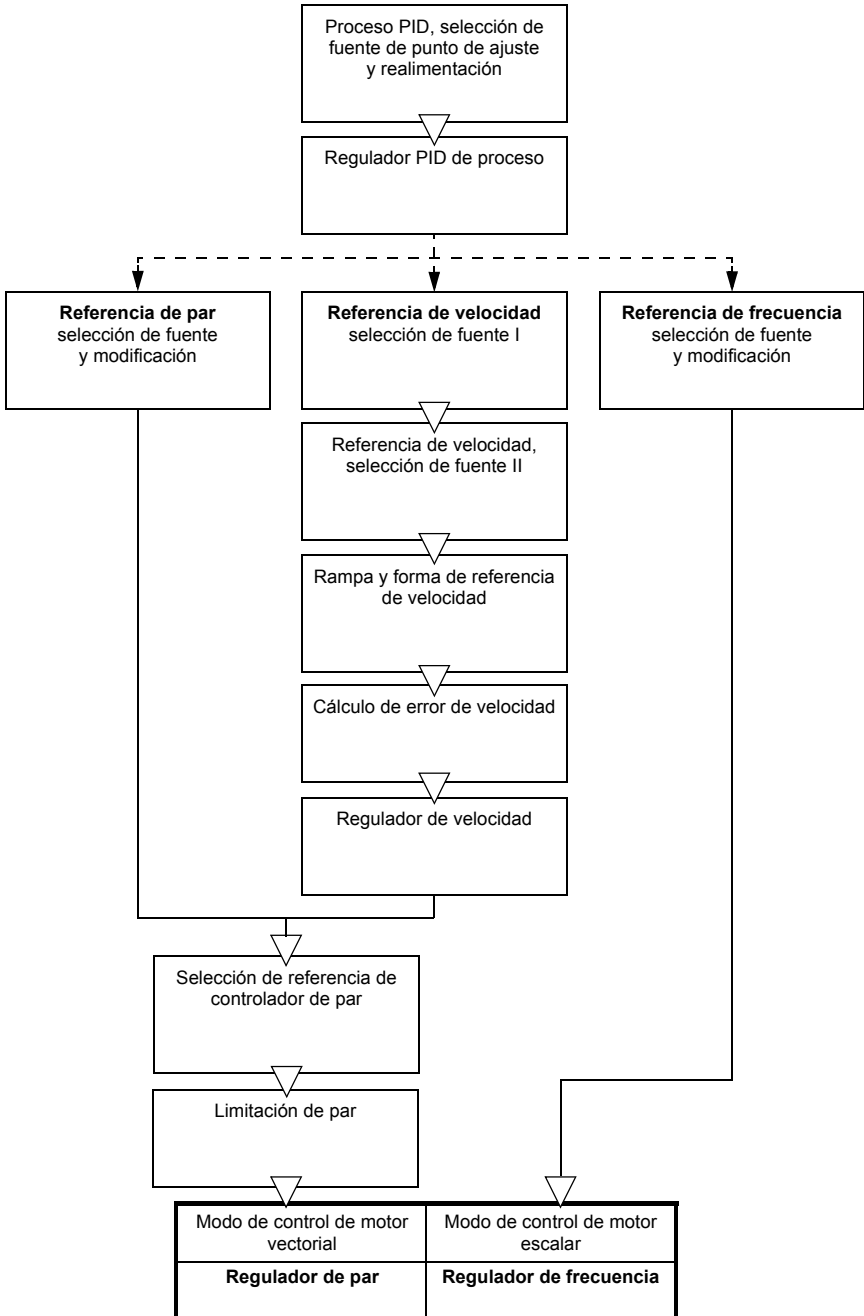 Proceso PID, selección de
fuente de punto de ajuste
y realimentación
Regulador PID de proceso
Referencia de par
selección de fuente
y modificación
Referencia de velocidad
selección de fuente I
Referencia de frecuencia
selección de fuente
y modificación
Referencia de velocidad,
selección de fuente II
Rampa y forma de referencia
de velocidad
Cálculo de error de velocidad
Regulador de velocidad
Selección de referencia de
controlador de par
Limitación de par
Modo de control de motor
vectorial
Modo de control de motor
escalar
Regulador de par
Regulador de frecuencia